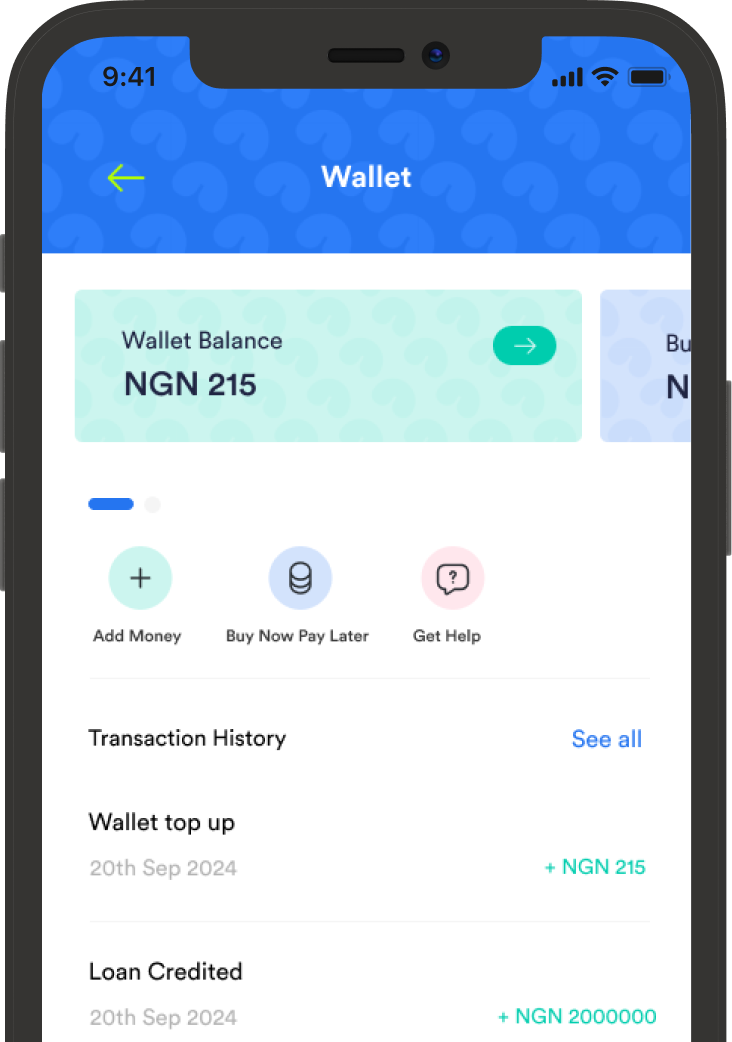 9:41
Wallet
Wallet Balance
NGN 215
Bu
N
Add Money
Buy Now Pay Later
?
Get Help
Transaction History
See all
Wallet top up
20th Sep 2024
+ NGN 215
Loan Credited
20th Sep 2024
+ NGN 2000000